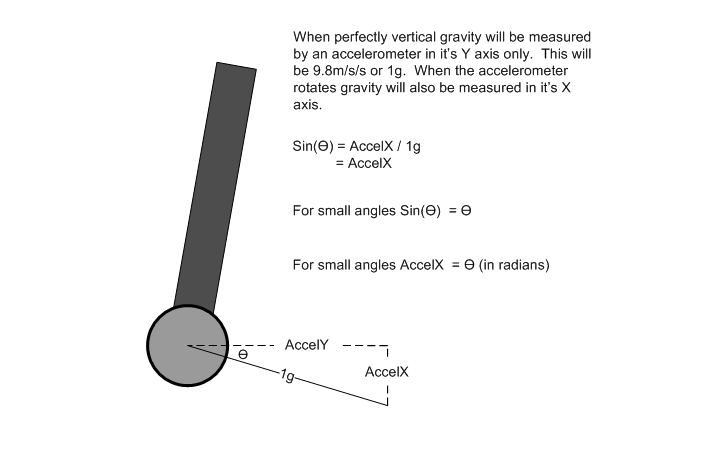 When perfectly vertical gravity will be measured
by an accelerometer in it's Y axis only. This will
be 9.8m/s/s or 1g. When the accelerometer
rotates gravity will also be measured in it's X
axis.
Sin(Θ) = AccelX / 1g
= AccelX
For small angles Sin(Θ) = Θ
For small angles AccelX = Θ (in radians)
AccelY
Θ
AccelX
1g